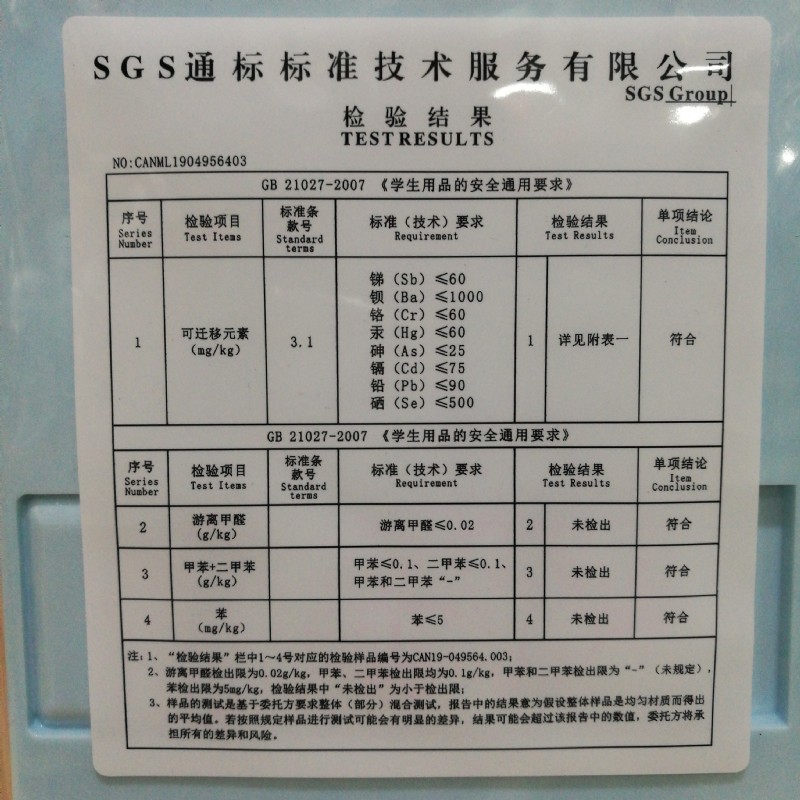 SGS通标标准技术服务有限公司
SGS Group
检验结果
TEST RESULTS
NO:CANML1904956403
GB 21027-2007 《学生用品的安全通用要求》
序号 Series Number 检验项目 Test Items 标准条款号 Standard terms 标准（技术）要求 Requirement 检验结果 Test Results 单项结论 Item Conclusion
1 可迁移元素 (mg/kg) 3.1
锑（Sb）≤60
钡（Ba）≤1000
铬（Cr）≤60
汞（Hg）≤60
砷（As）≤25
镉（Cd）≤75
铅（Pb）≤90
硒（Se）≤500
1 详见附表一 符合
GB 21027-2007 《学生用品的安全通用要求》
序号 Series Number 检验项目 Test Items 标准条款号 Standard terms 标准（技术）要求 Requirement 检验结果 Test Results 单项结论 Item Conclusion
2 游离甲醛 (g/kg) 游离甲醛≤0.02 2 未检出 符合
3 甲苯+二甲苯 (g/kg) 甲苯≤0.1、二甲苯≤0.1、甲苯和二甲苯“-” 3 未检出 符合
4 苯 (mg/kg) 苯≤5 4 未检出 符合
注：1、“检验结果”栏中1～4号对应的检验样品编号为CAN19-049564.003；
2、游离甲醛检出限为0.02g/kg，甲苯、二甲苯检出限均为0.1g/kg，甲苯和二甲苯检出限为“-”（未规定），
苯检出限为5mg/kg，检验结果中“未检出”为小于检出限；
3、样品的测试是基于委托方要求整体（部分）混合测试，报告中的结果意为假设整体样品是均匀材质而得出
的平均值。若按照规定样品进行测试可能会有明显的差异，结果可能会超过该报告中的数值，委托方将承
担所有的差异和风险。